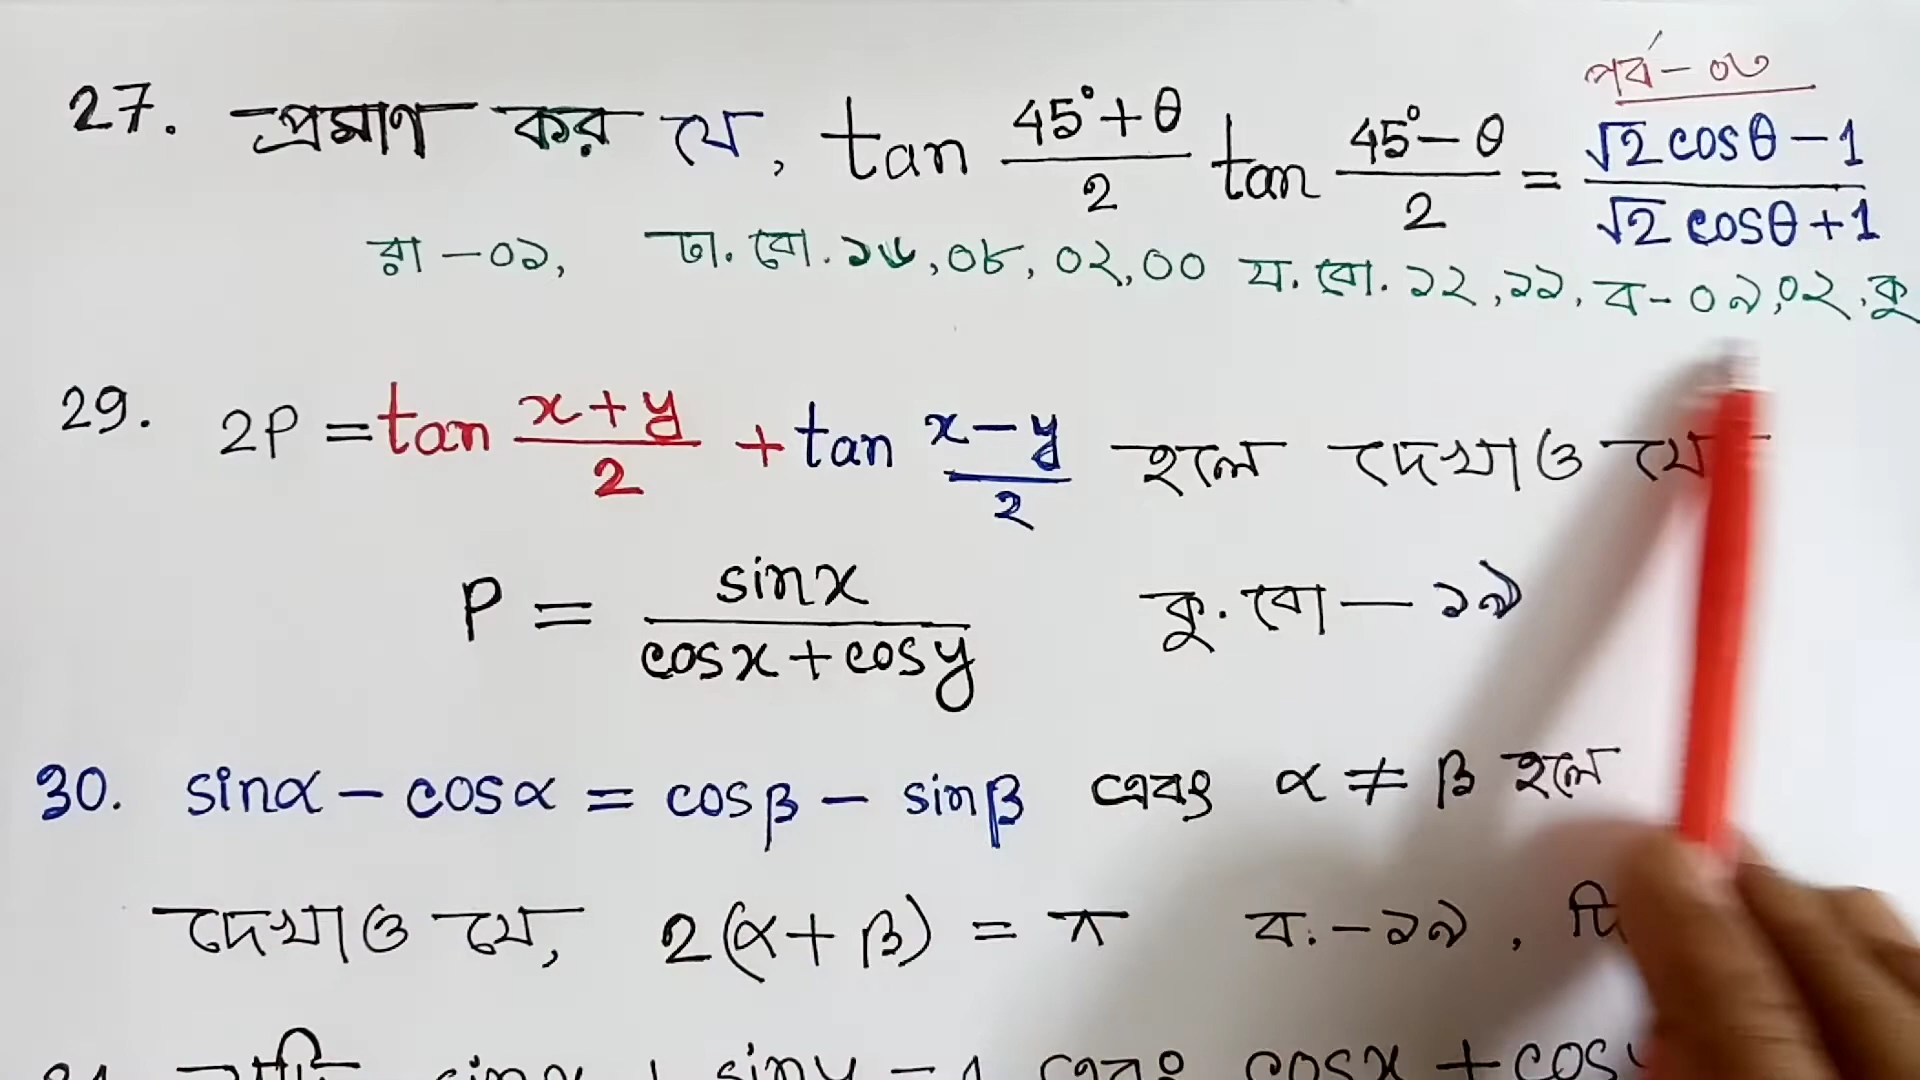 পর্ব - ০৩
27. প্রমাণ কর যে, tan (45°+θ)/2 tan (45°-θ)/2 = (√2 cosθ - 1)/(√2 cosθ + 1)
রা - ০১, ঢা. বো. ১৬, ০৮, ০২, ০০ য. বো. ১২, ১১, ব - ০৯, ০২, কু
29. 2P = tan (x+y)/2 + tan (x-y)/2 হলে দেখাও যে
P = sinx/(cosx + cosy) কু. বো - ১৯
30. sinα - cosα = cosβ - sinβ এবং α ≠ β হলে
দেখাও যে, 2(α + β) = π ব. - ১৯, দি